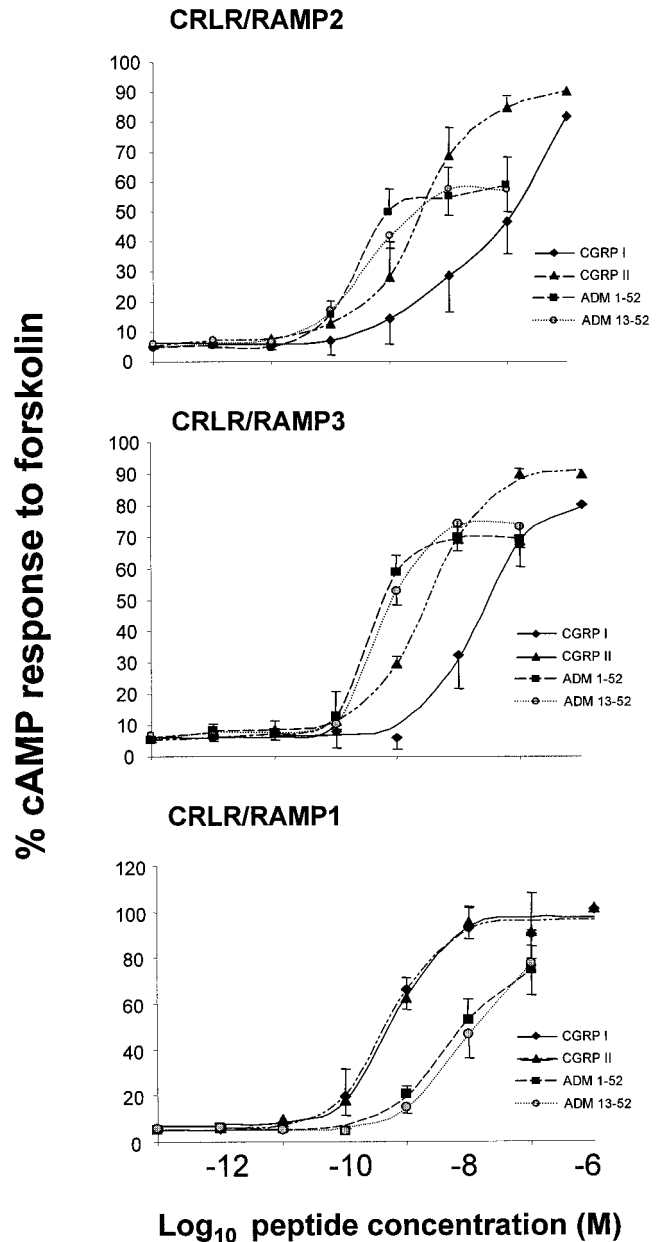 CRLR/RAMP2
90
80
70
60
50
40
30
20
10
0
CGRP I
CGRP II
ADM 1-52
ADM 13-52
% cAMP response to forskolin
CRLR/RAMP3
100
90
80
70
60
50
40
30
20
10
0
CGRP I
CGRP II
ADM 1-52
ADM 13-52
CRLR/RAMP1
120
100
80
60
40
20
0
CGRP I
CGRP II
ADM 1-52
ADM 13-52
-12 -10 -8 -6
Log10 peptide concentration (M)